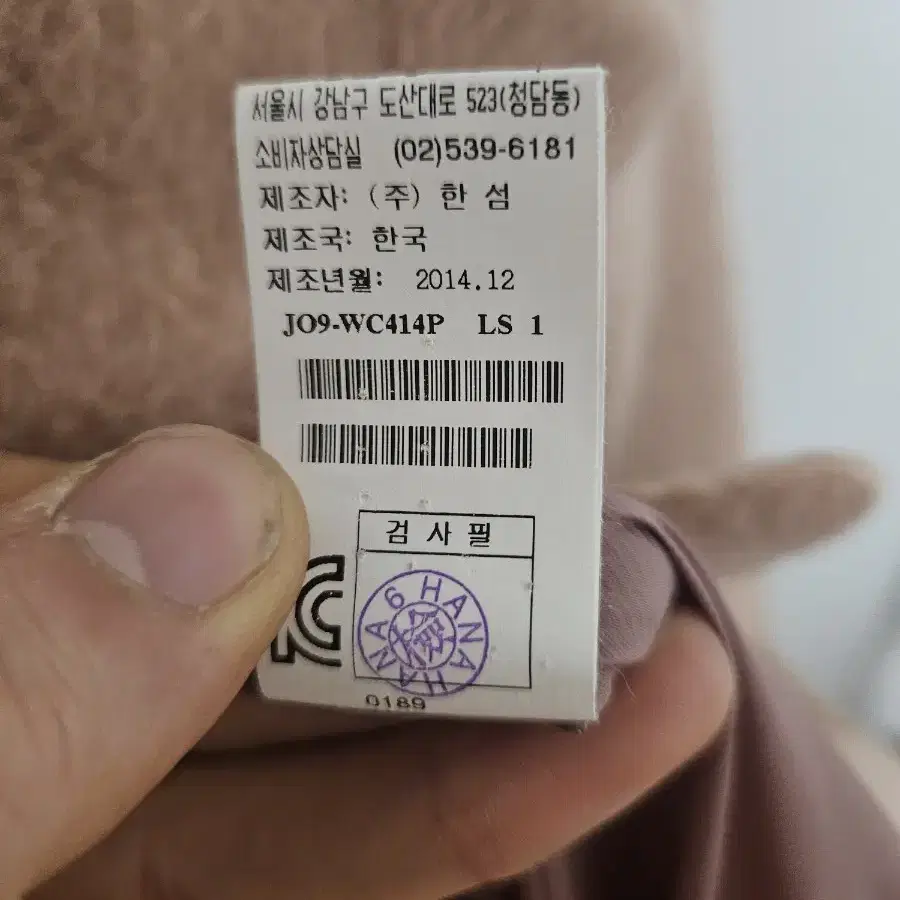 서울시 강남구 도산대로 523(청담동)
소비자상담실 (02)539-6181
제조자: (주) 한 섬
제조국: 한국
제조년월: 2014.12
JO9-WC414P LS 1
검 사 필
6 HANA HANA
檢
0189